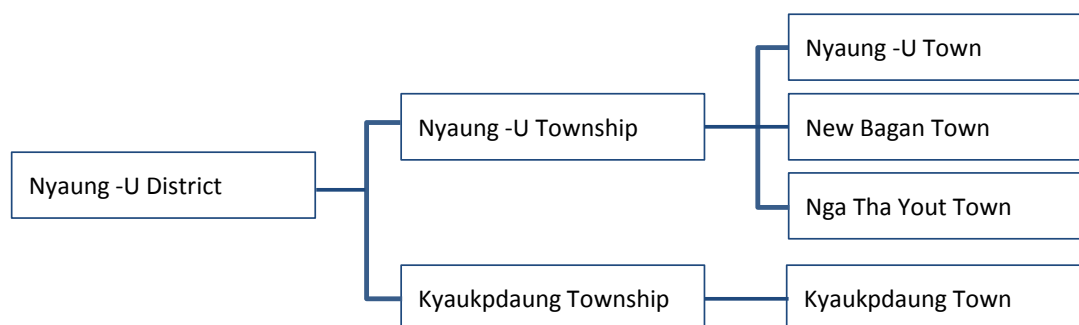 Nyaung -U District
Nyaung -U Township
Kyaukpdaung Township
Nyaung -U Town
New Bagan Town
Nga Tha Yout Town
Kyaukpdaung Town